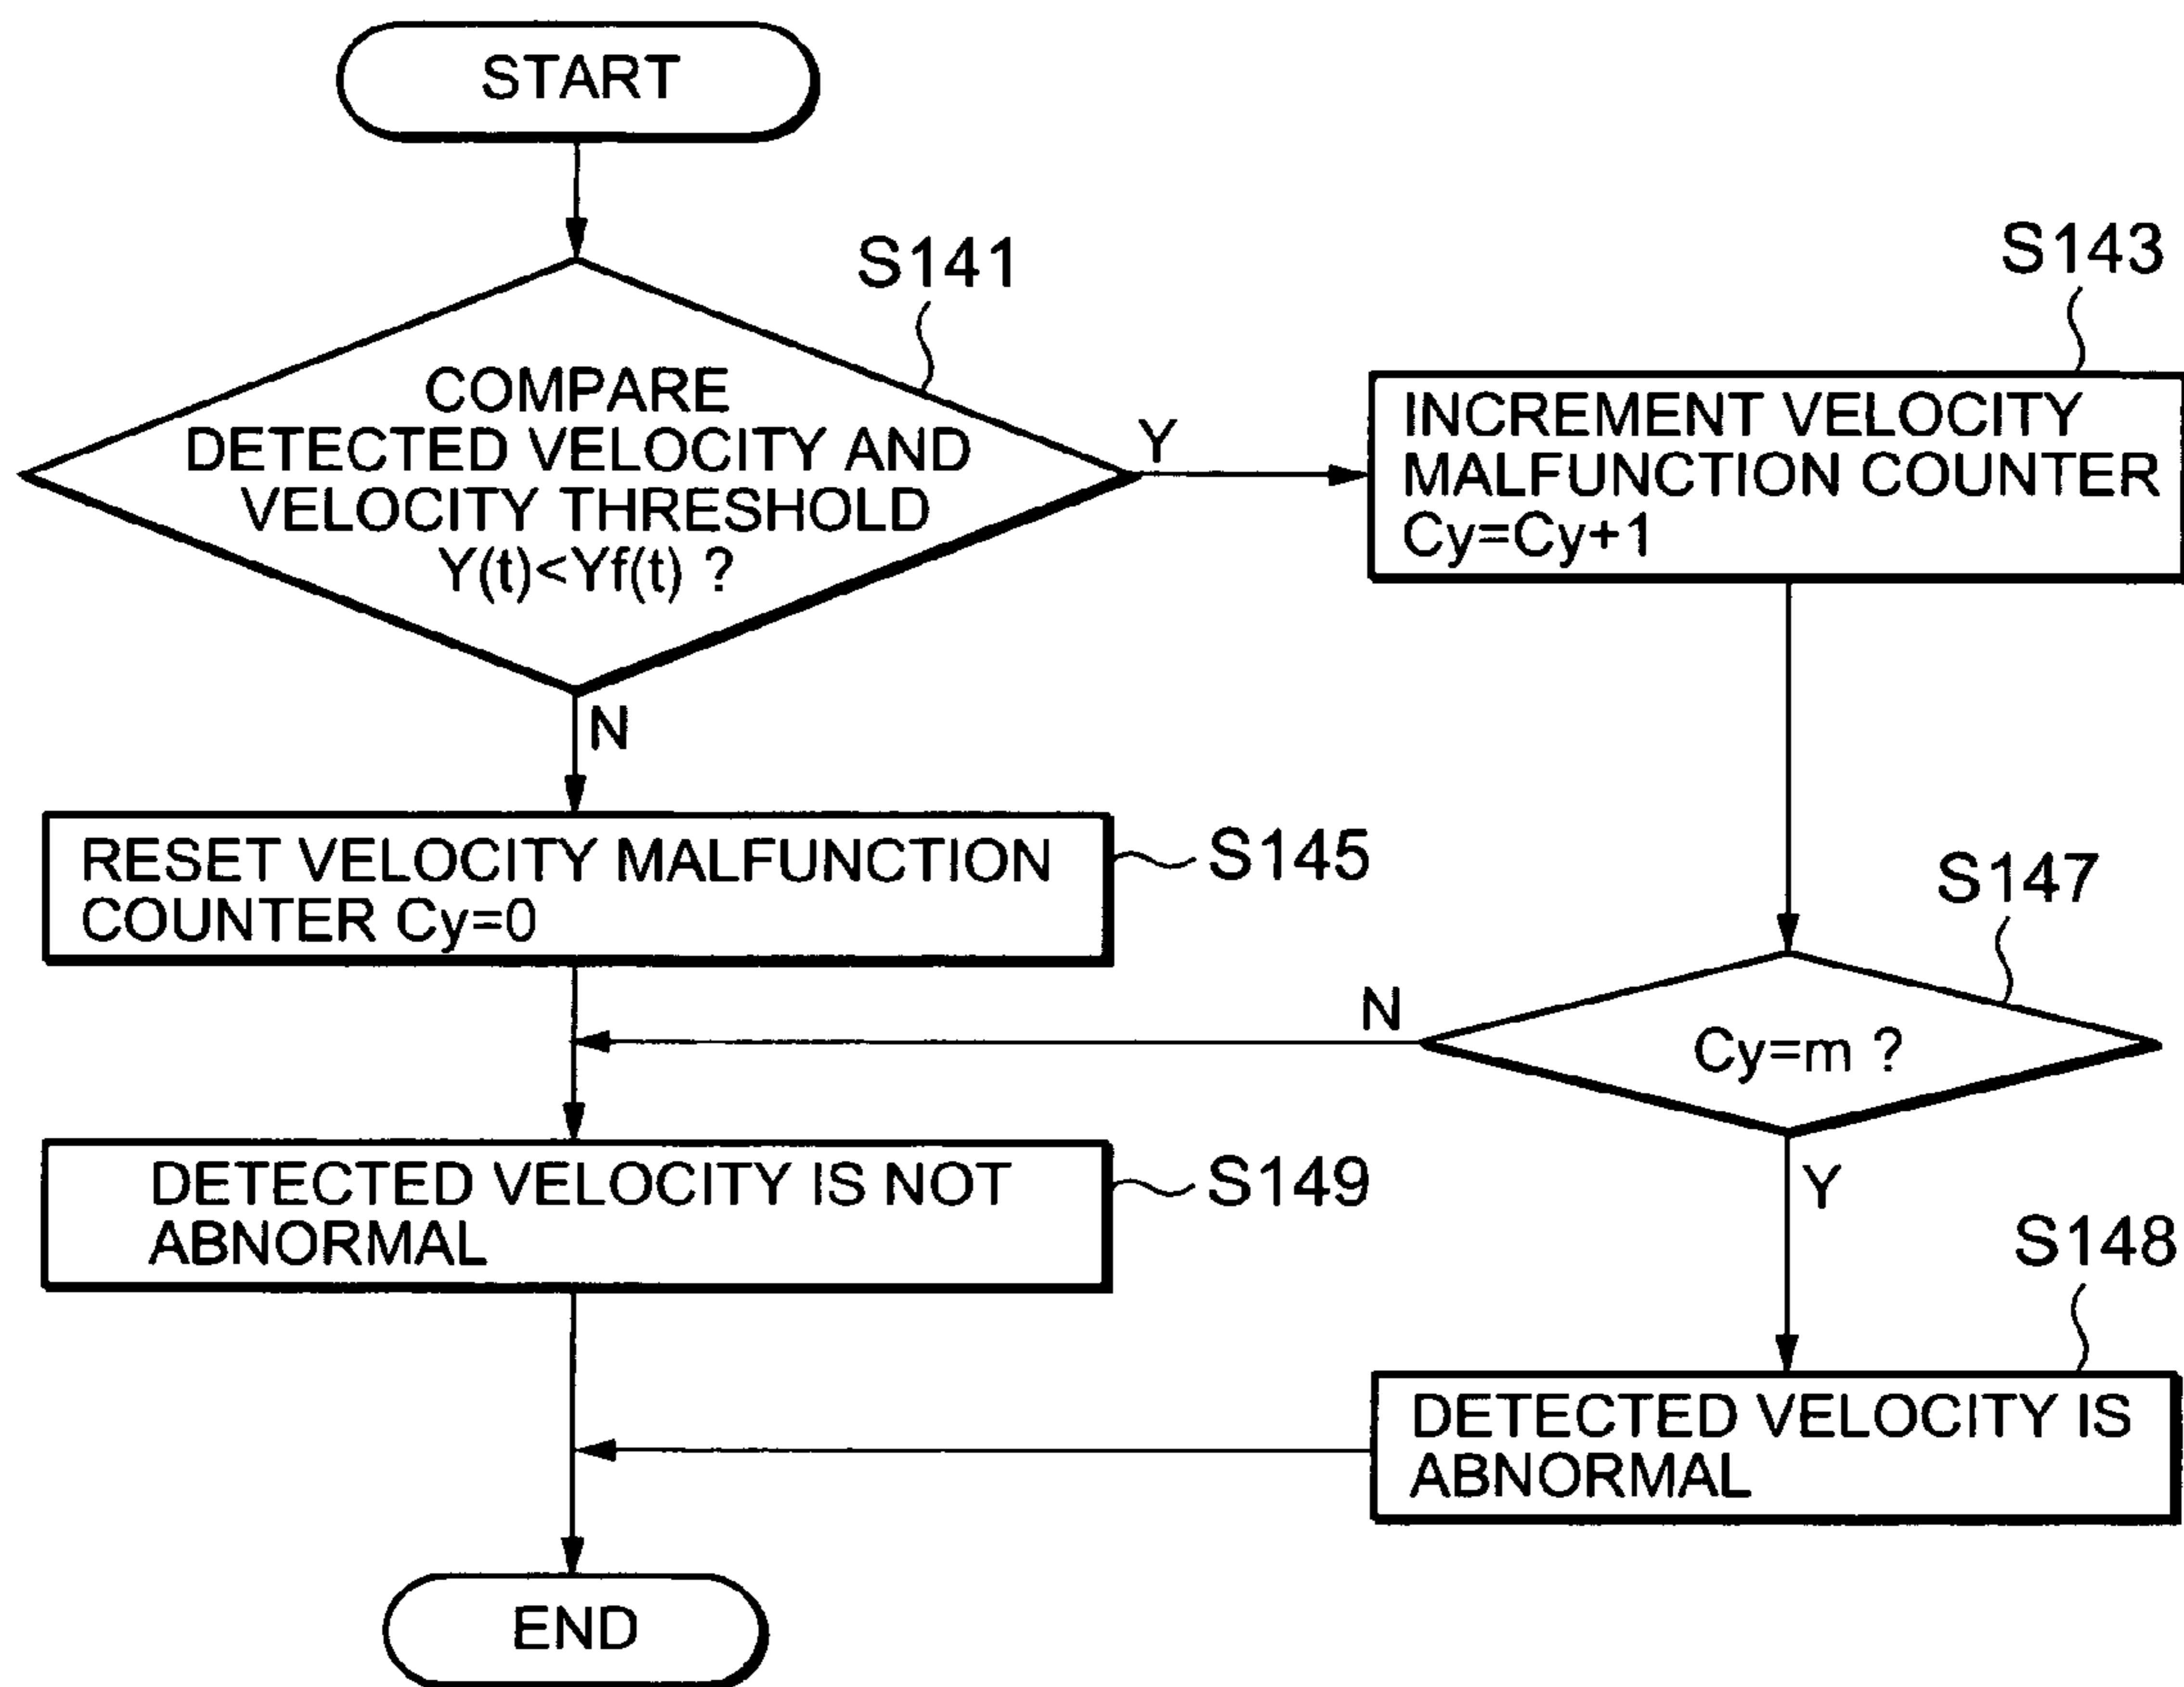 START
S141
COMPARE
DETECTED VELOCITY AND
VELOCITY THRESHOLD
Y(t)<Yf(t) ?
Y
N
S143
INCREMENT VELOCITY
MALFUNCTION COUNTER
Cy=Cy+1
RESET VELOCITY MALFUNCTION
COUNTER Cy=0
S145
S147
Cy=m ?
N
Y
DETECTED VELOCITY IS NOT
ABNORMAL
S149
S148
DETECTED VELOCITY IS
ABNORMAL
END